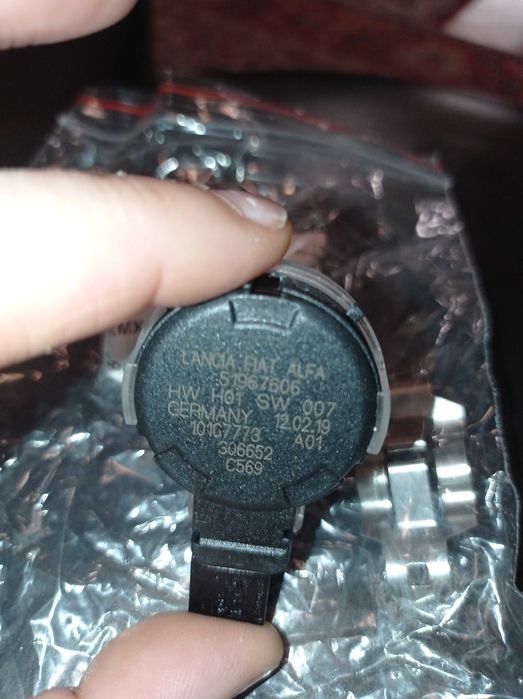 LANCIA FIAT ALFA
51967606
HW H01 SW 007
GERMANY 12.02.19
10107773 A01
306652
C569